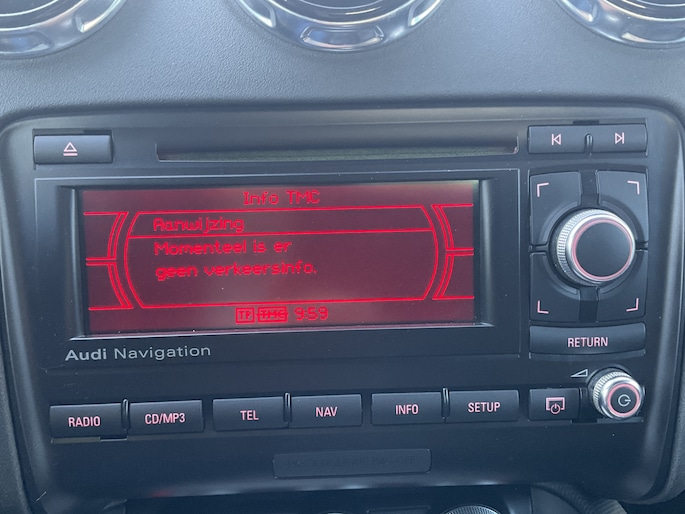 Info TMC
Aanwijzing
Momenteel is er
geen verkeersinfo.
TP TMC 9:59
Audi Navigation
RETURN
RADIO
CD/MP3
TEL
NAV
INFO
SETUP